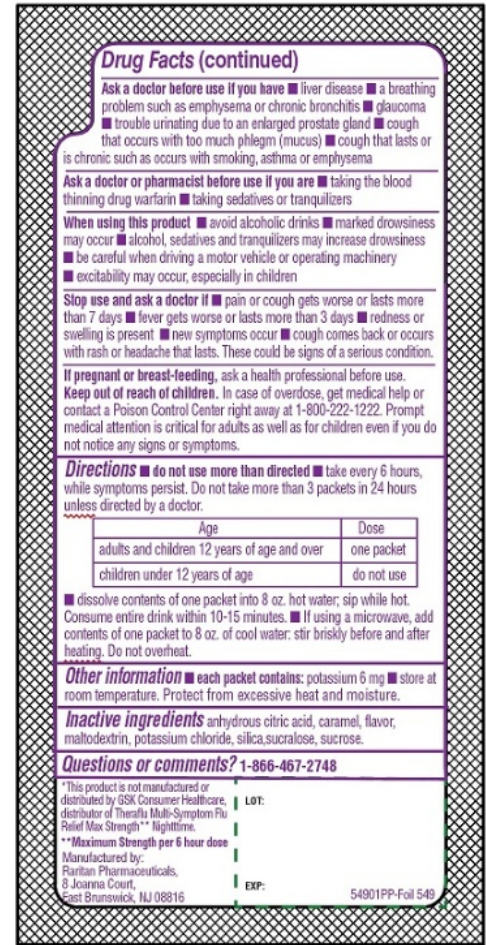 Drug Facts (continued)
Ask a doctor before use if you have ■ liver disease ■ a breathing
problem such as emphysema or chronic bronchitis ■ glaucoma
■ trouble urinating due to an enlarged prostate gland ■ cough
that occurs with too much phlegm (mucus) ■ cough that lasts or
is chronic such as occurs with smoking, asthma or emphysema
Ask a doctor or pharmacist before use if you are ■ taking the blood
thinning drug warfarin ■ taking sedatives or tranquilizers
When using this product ■ avoid alcoholic drinks ■ marked drowsiness
may occur ■ alcohol, sedatives and tranquilizers may increase drowsiness
■ be careful when driving a motor vehicle or operating machinery
■ excitability may occur, especially in children
Stop use and ask a doctor if ■ pain or cough gets worse or lasts more
than 7 days ■ fever gets worse or lasts more than 3 days ■ redness or
swelling is present ■ new symptoms occur ■ cough comes back or occurs
with rash or headache that lasts. These could be signs of a serious condition.
If pregnant or breast-feeding, ask a health professional before use.
Keep out of reach of children. In case of overdose, get medical help or
contact a Poison Control Center right away at 1-800-222-1222. Prompt
medical attention is critical for adults as well as for children even if you do
not notice any signs or symptoms.
Directions ■ do not use more than directed ■ take every 6 hours,
while symptoms persist. Do not take more than 3 packets in 24 hours
unless directed by a doctor.
Age Dose
adults and children 12 years of age and over one packet
children under 12 years of age do not use
■ dissolve contents of one packet into 8 oz. hot water; sip while hot.
Consume entire drink within 10-15 minutes. ■ If using a microwave, add
contents of one packet to 8 oz. of cool water: stir briskly before and after
heating. Do not overheat.
Other information ■ each packet contains: potassium 6 mg ■ store at
room temperature. Protect from excessive heat and moisture.
Inactive ingredients anhydrous citric acid, caramel, flavor,
maltodextrin, potassium chloride, silica,sucralose, sucrose.
Questions or comments? 1-866-467-2748
*This product is not manufactured or
distributed by GSK Consumer Healthcare,
distributor of Theraflu Multi-Symptom Flu
Relief Max Strength** Nighttime.
**Maximum Strength per 6 hour dose
Manufactured by:
Raritan Pharmaceuticals,
8 Joanna Court,
East Brunswick, NJ 08816
LOT:
EXP:
54901PP-Foil 549